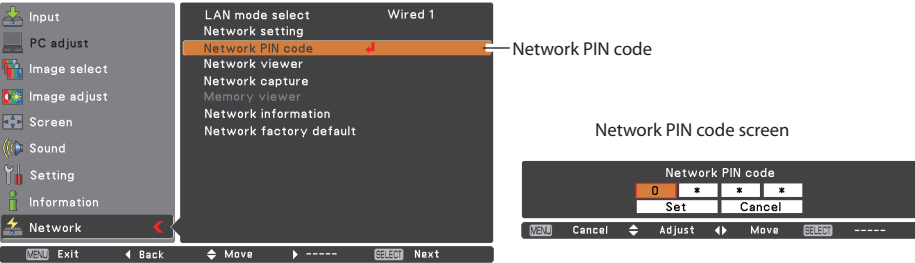 Input
PC adjust
Image select
Image adjust
Screen
Sound
Setting
Information
Network
LAN mode select Wired 1
Network setting
Network PIN code
Network viewer
Network capture
Memory viewer
Network information
Network factory default
MENU Exit Back Move ----- SELECT Next
Network PIN code
Network PIN code screen
Network PIN code
0 * * *
Set Cancel
MENU Cancel Adjust Move SELECT -----